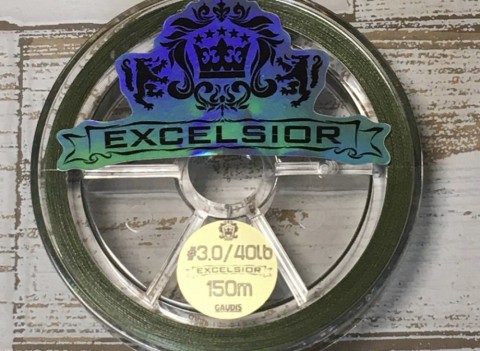 EXCELSIOR
#3.0/40lb
EXCELSIOR
150m
GAUDIS